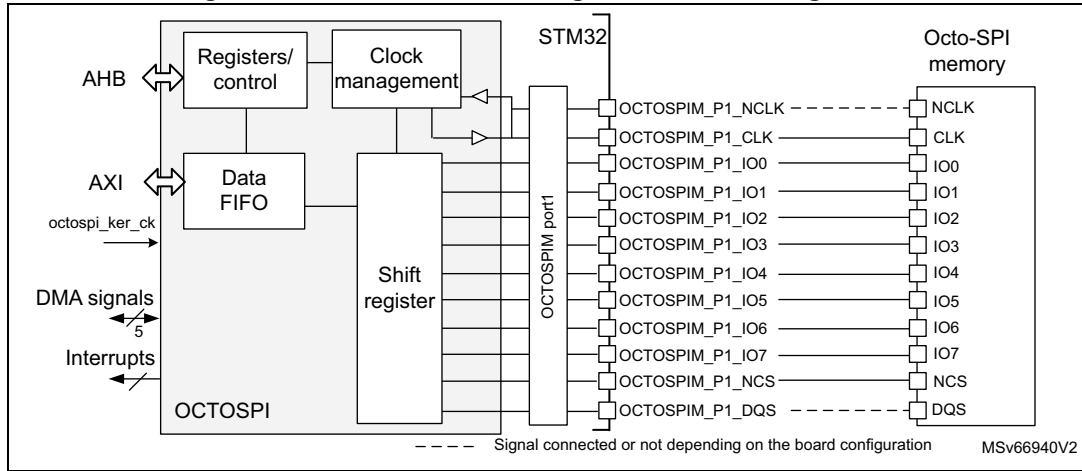 STM32
Octo-SPI
memory
AHB
Registers/
control
Clock
management
AXI
Data
FIFO
octospi_ker_ck
Shift
register
DMA signals
5
Interrupts
OCTOSPI
OCTOSPIM port1
OCTOSPIM_P1_NCLK
NCLK
OCTOSPIM_P1_CLK
CLK
OCTOSPIM_P1_IO0
IO0
OCTOSPIM_P1_IO1
IO1
OCTOSPIM_P1_IO2
IO2
OCTOSPIM_P1_IO3
IO3
OCTOSPIM_P1_IO4
IO4
OCTOSPIM_P1_IO5
IO5
OCTOSPIM_P1_IO6
IO6
OCTOSPIM_P1_IO7
IO7
OCTOSPIM_P1_NCS
NCS
OCTOSPIM_P1_DQS
DQS
Signal connected or not depending on the board configuration
MSv66940V2